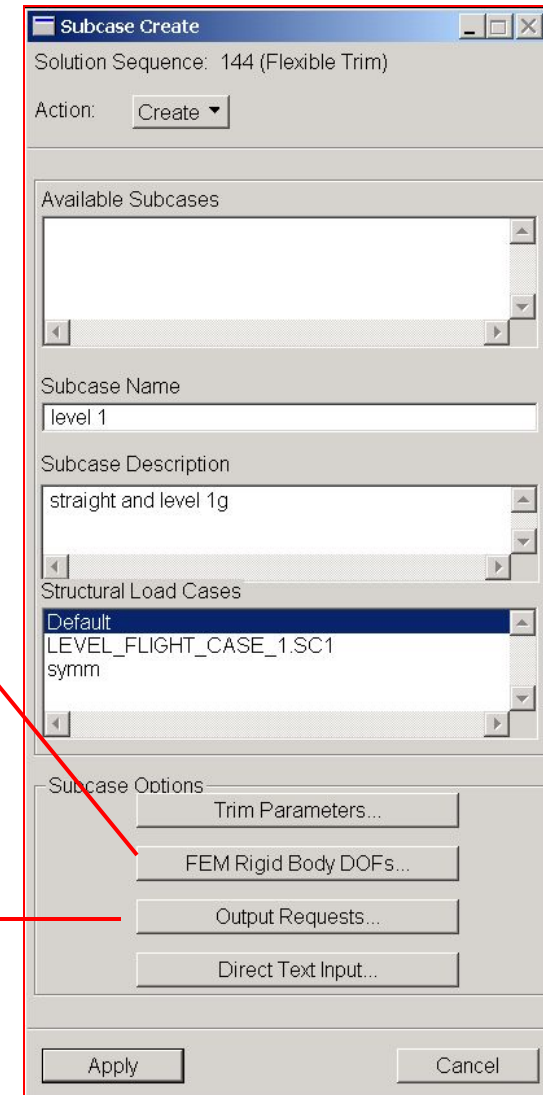 Subcase Create
Solution Sequence: 144 (Flexible Trim)
Action: Create
Available Subcases
Subcase Name
level 1
Subcase Description
straight and level 1g
Structural Load Cases
Default
LEVEL_FLIGHT_CASE_1.SC1
symm
Subcase Options
Trim Parameters...
FEM Rigid Body DOFs...
Output Requests...
Direct Text Input...
Apply Cancel